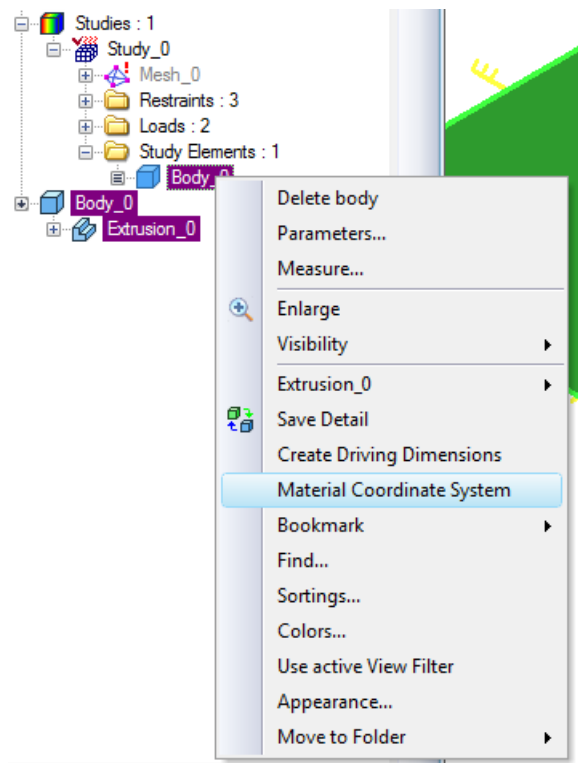 Studies : 1
Study_0
Mesh_0
Restraints : 3
Loads : 2
Study Elements : 1
Body_0
Body_0
Extrusion_0
Delete body
Parameters...
Measure...
Enlarge
Visibility
Extrusion_0
Save Detail
Create Driving Dimensions
Material Coordinate System
Bookmark
Find...
Sortings...
Colors...
Use active View Filter
Appearance...
Move to Folder